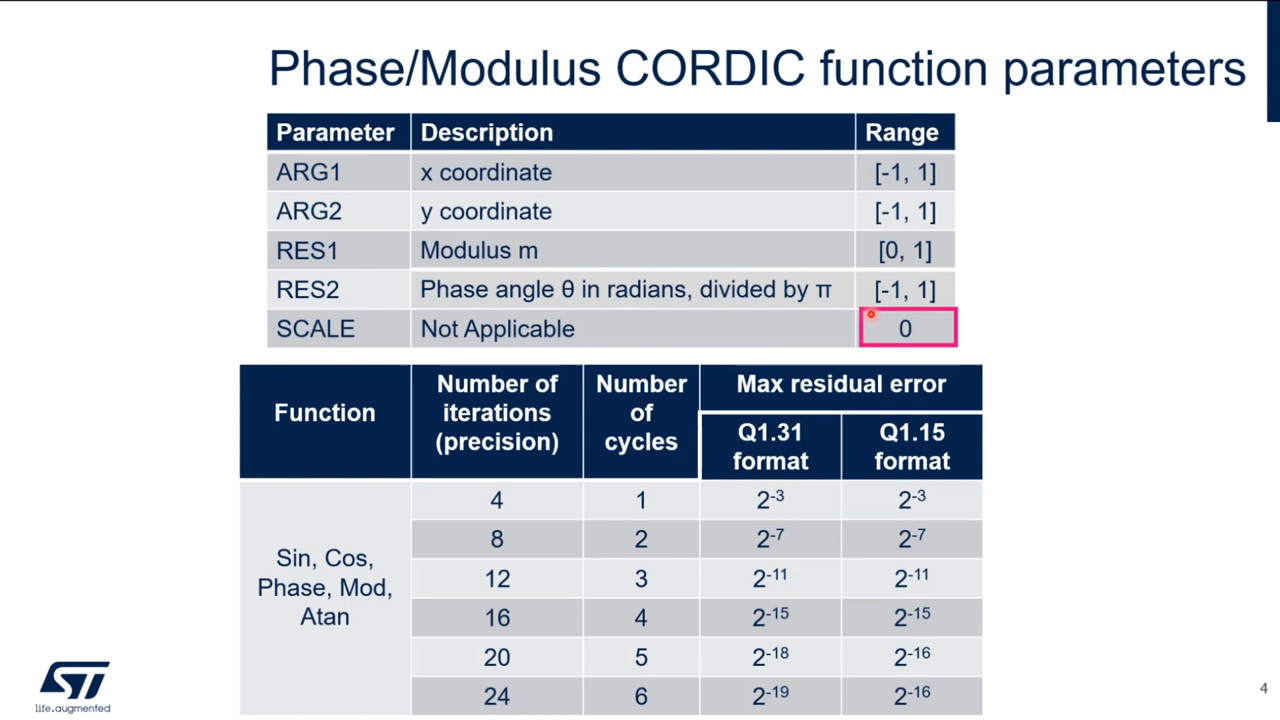 Phase/Modulus CORDIC function parameters
Parameter Description Range
ARG1 x coordinate [-1, 1]
ARG2 y coordinate [-1, 1]
RES1 Modulus m [0, 1]
RES2 Phase angle θ in radians, divided by π [-1, 1]
SCALE Not Applicable 0
Function
Number of
iterations
(precision)
Number
of
cycles
Max residual error
Q1.31
format
Q1.15
format
Sin, Cos,
Phase, Mod,
Atan
4 1 2⁻³ 2⁻³
8 2 2⁻⁷ 2⁻⁷
12 3 2⁻¹¹ 2⁻¹¹
16 4 2⁻¹⁵ 2⁻¹⁵
20 5 2⁻¹⁸ 2⁻¹⁶
24 6 2⁻¹⁹ 2⁻¹�6
ST
life.augmented
4